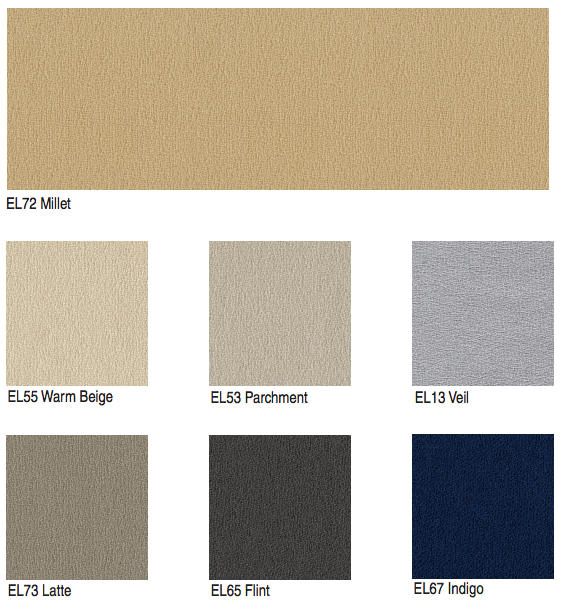 EL72 Millet
EL55 Warm Beige
EL53 Parchment
EL13 Veil
EL73 Latte
EL65 Flint
EL67 Indigo